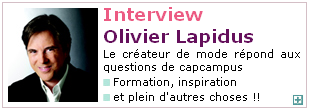 Interview
Olivier Lapidus
Le créateur de mode répond aux
questions de capcampus
Formation, inspiration
et plein d'autres choses !!